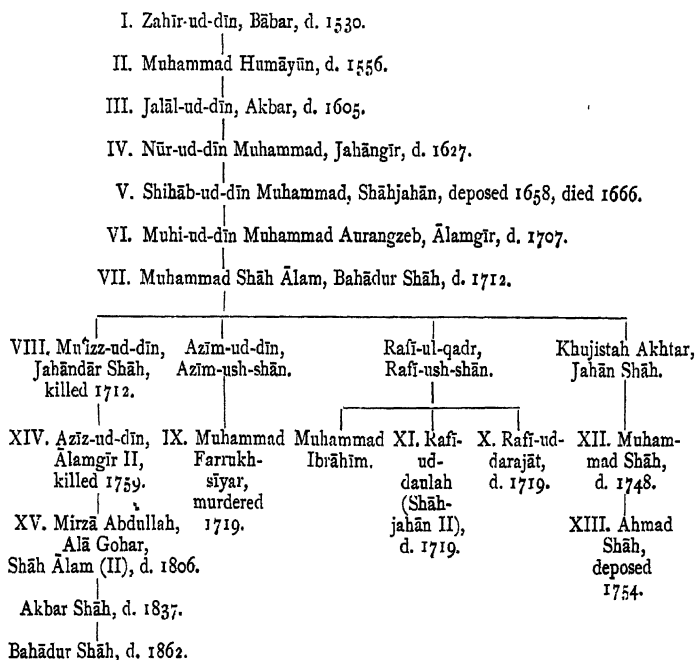 I. Zahīr-ud-dīn, Bābar, d. 1530.
II. Muhammad Humāyūn, d. 1556.
III. Jalāl-ud-dīn, Akbar, d. 1605.
IV. Nūr-ud-dīn Muhammad, Jahāngīr, d. 1627.
V. Shihāb-ud-dīn Muhammad, Shāhjahān, deposed 1658, died 1666.
VI. Muhi-ud-dīn Muhammad Aurangzeb, Ālamgīr, d. 1707.
VII. Muhammad Shāh Ālam, Bahādur Shāh, d. 1712.
VIII. Mu'izz-ud-dīn,
Jahāndār Shāh,
killed 1712.
Azīm-ud-dīn,
Azīm-ush-shān.
Rafī-ul-qadr,
Rafī-ush-shān.
Khujistah Akhtar,
Jahān Shāh.
XIV. Azīz-ud-dīn,
Ālamgīr II,
killed 1759.
IX. Muhammad
Farrukh-
sīyar,
murdered
1719.
Muhammad
Ibrāhīm.
XI. Rafī-
ud-
daulah
(Shāh-
jahān II),
d. 1719.
X. Rafī-ud-
darajāt,
d. 1719.
XII. Muham-
mad Shāh,
d. 1748.
XV. Mirzā Abdullah,
Alā Gohar,
Shāh Ālam (II), d. 1806.
XIII. Ahmad
Shāh,
deposed
1754.
Akbar Shāh, d. 1837.
Bahādur Shāh, d. 1862.